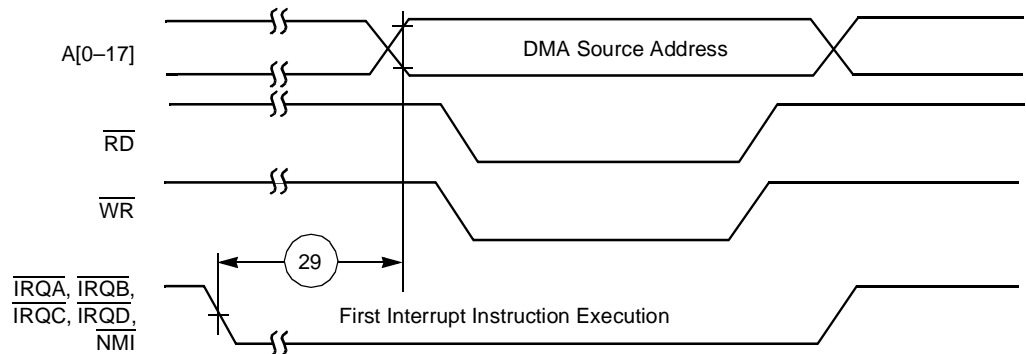 A[0–17]
DMA Source Address
RD
WR
29
IRQA, IRQB,
IRQC, IRQD,
NMI
First Interrupt Instruction Execution